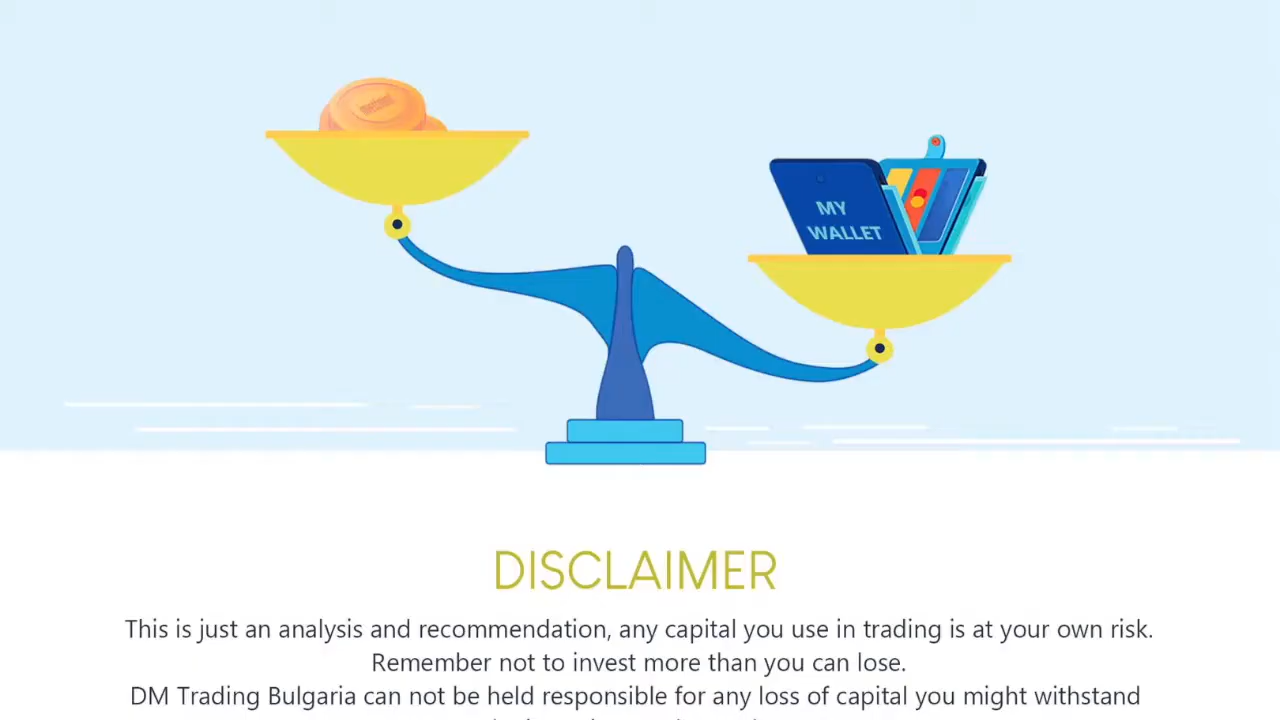 MY
WALLET
DISCLAIMER
This is just an analysis and recommendation, any capital you use in trading is at your own risk.
Remember not to invest more than you can lose.
DM Trading Bulgaria can not be held responsible for any loss of capital you might withstand